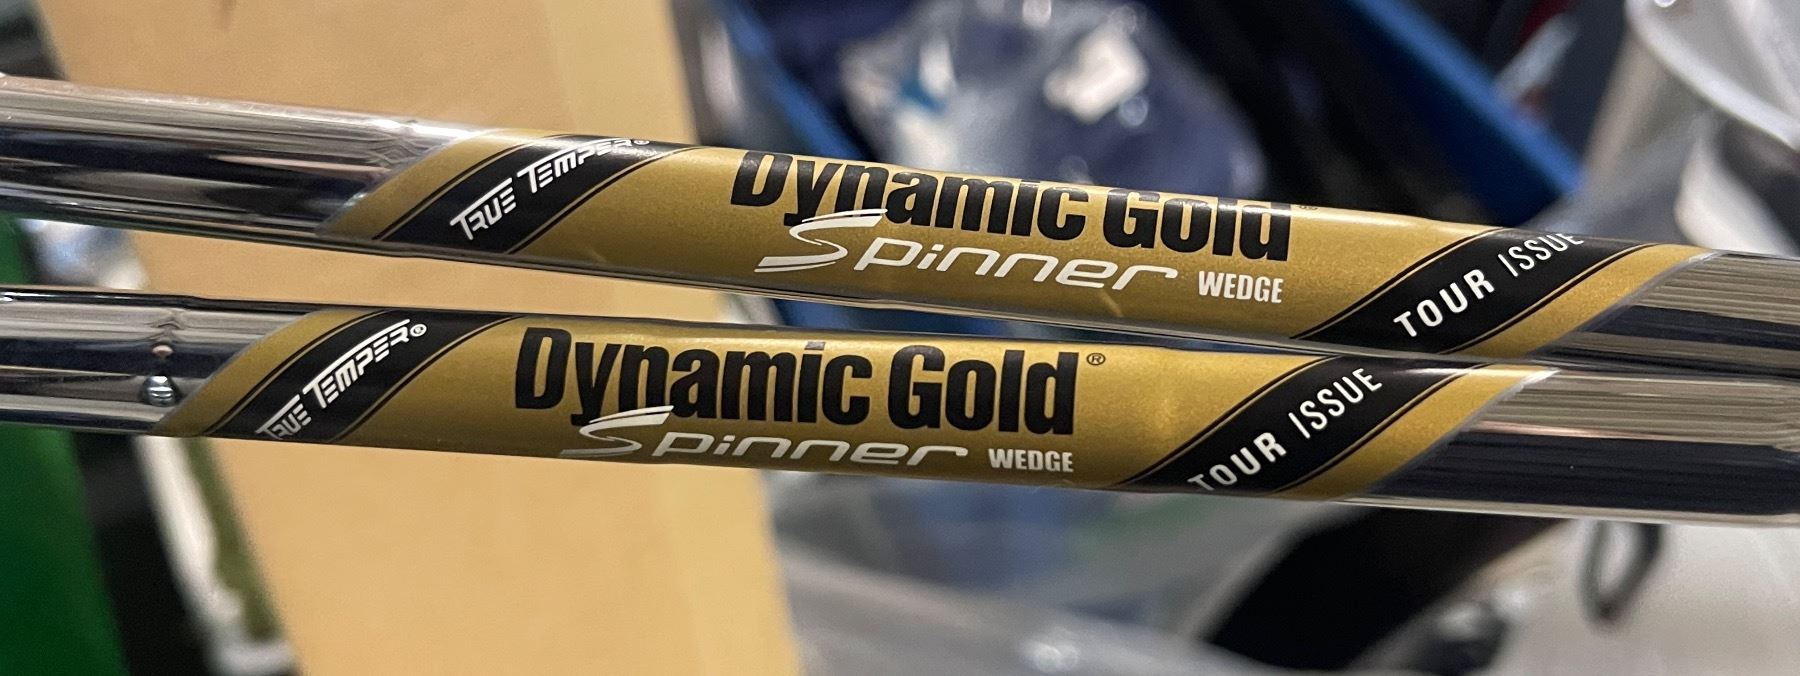 TRUE TEMPER®
Dynamic Gold®
Spinner WEDGE
TOUR ISSUE
TRUE TEMPER®
Dynamic Gold®
Spinner WEDGE
TOUR ISSUE